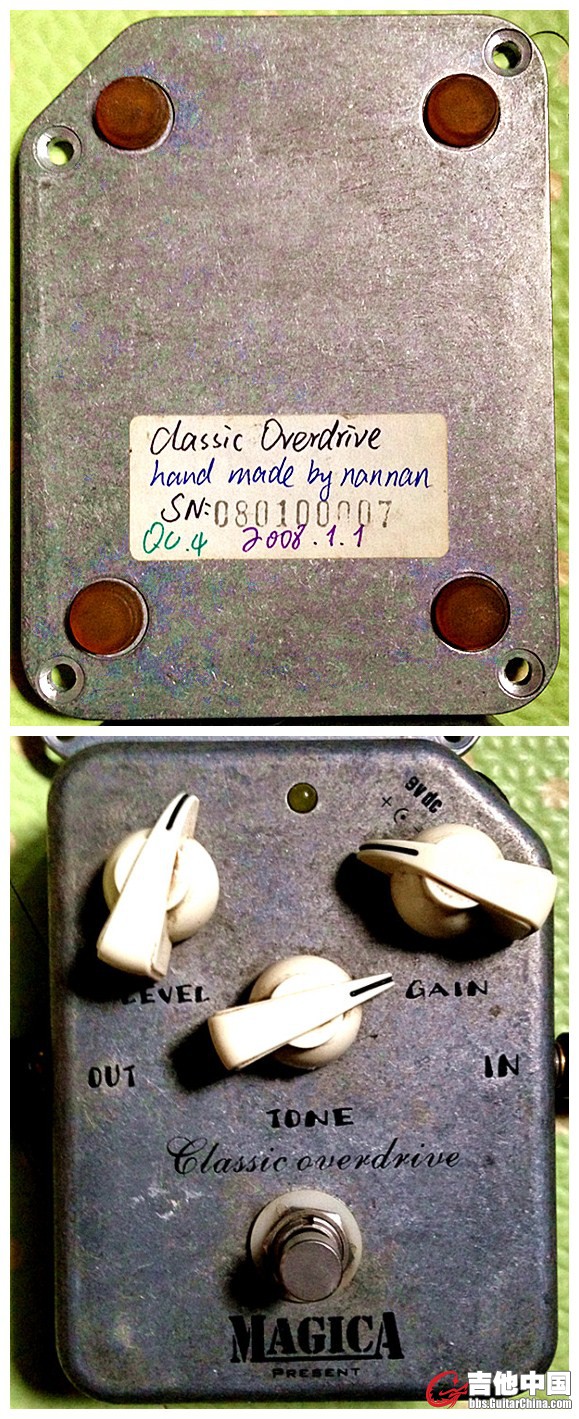 Classic Overdrive
hand made by nannan
SN:080100007
QC.4 2008.1.1
9v dc
LEVEL
GAIN
OUT
IN
TONE
Classic overdrive
MAGICA
PRESENT
吉他中国
bbs.GuitarChina.com